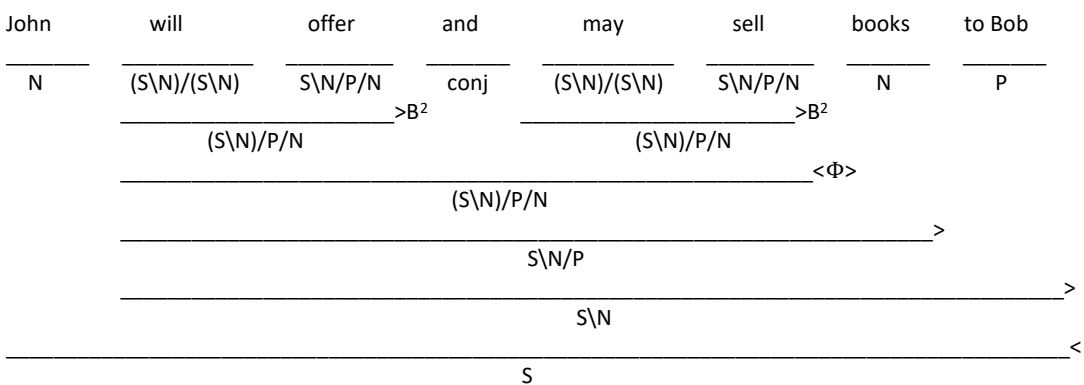 John will offer and may sell books to Bob
N (S\N)/(S\N) S\N/P/N conj (S\N)/(S\N) S\N/P/N N P
>B² >B²
(S\N)/P/N (S\N)/P/N
<Φ>
(S\N)/P/N
>
S\N/P
>
S\N
<
S